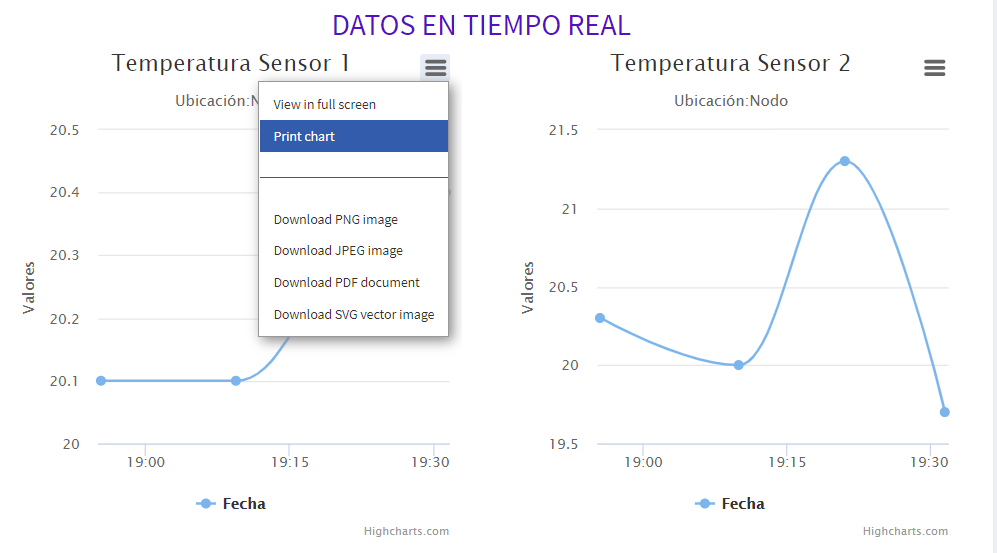 DATOS EN TIEMPO REAL
Temperatura Sensor 1
Ubicación:N
View in full screen
Print chart
Download PNG image
Download JPEG image
Download PDF document
Download SVG vector image
20.5
20.4
20.3
20.2
20.1
20
Valores
19:00
19:15
19:30
Fecha
Highcharts.com
Temperatura Sensor 2
Ubicación:Nodo
21.5
21
20.5
20
19.5
Valores
19:00
19:15
19:30
Fecha
Highcharts.com